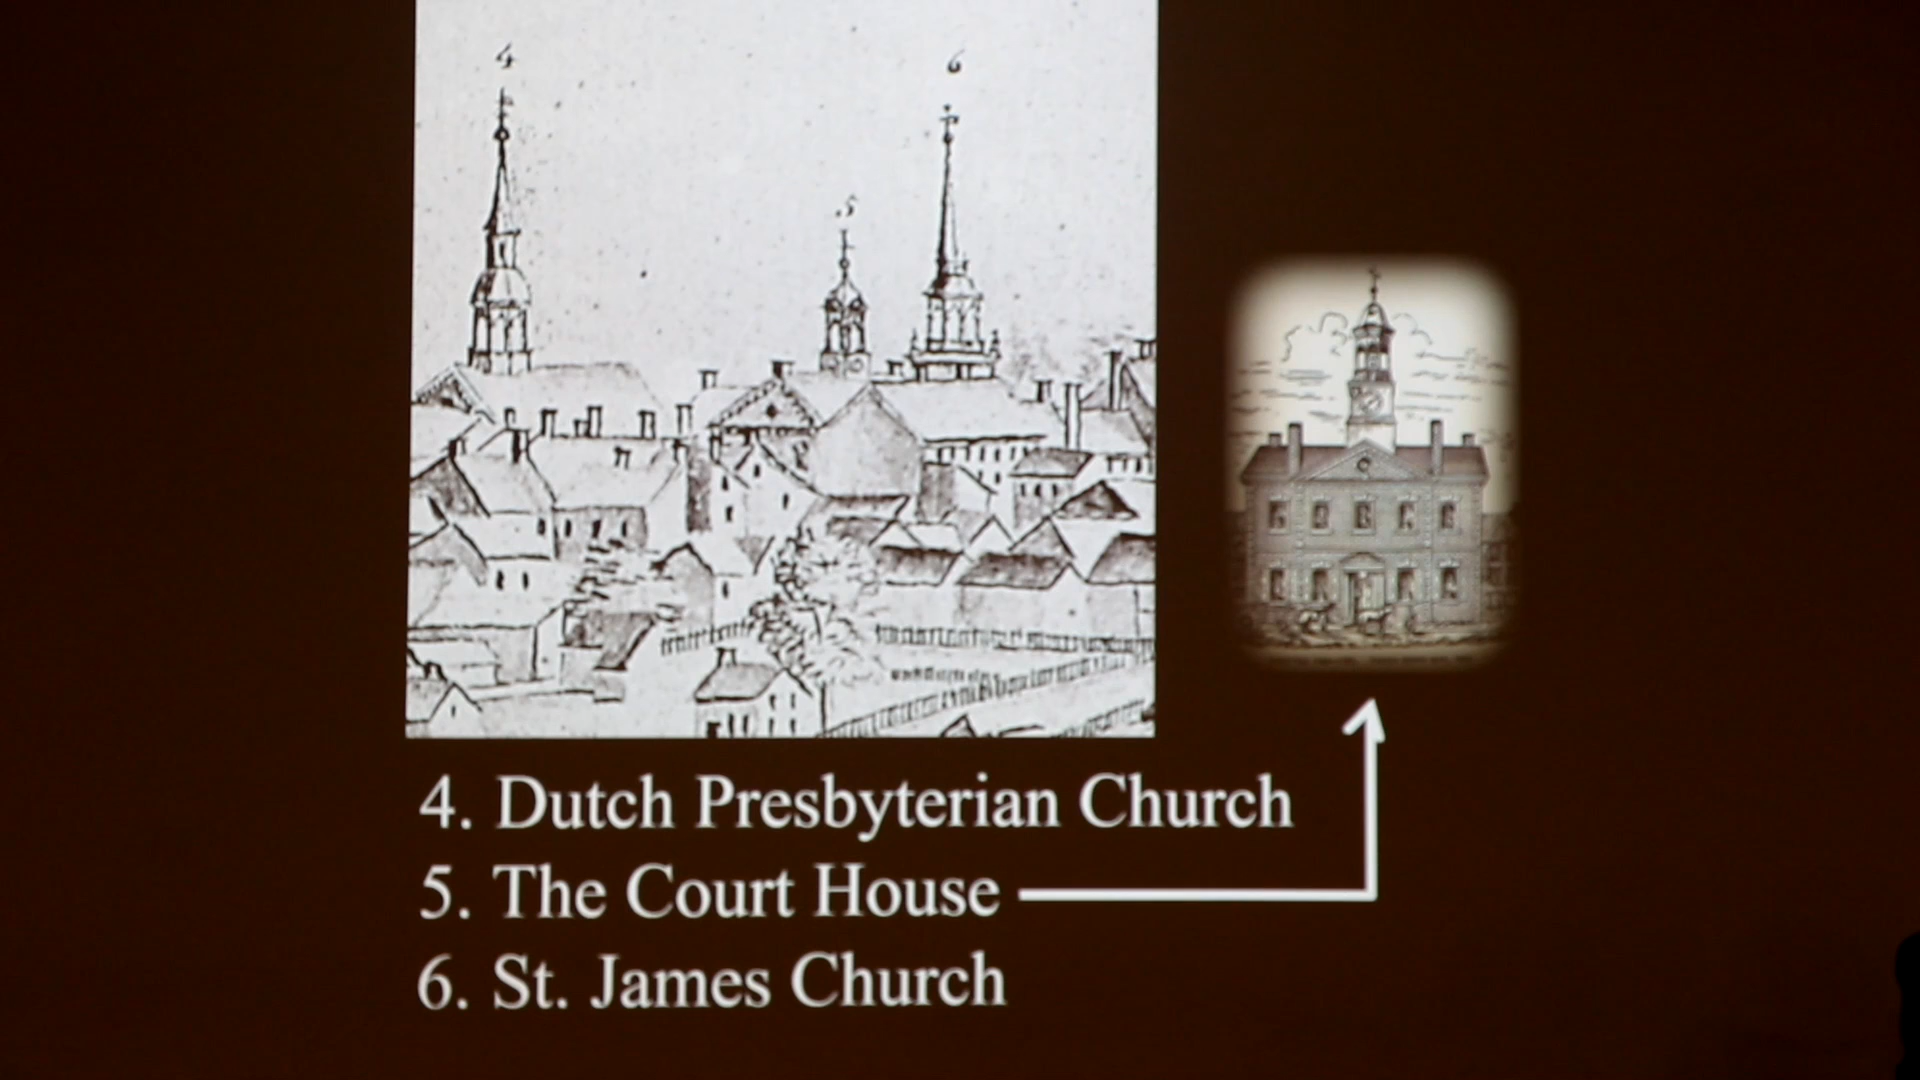 4
6
5
4. Dutch Presbyterian Church
5. The Court House
6. St. James Church